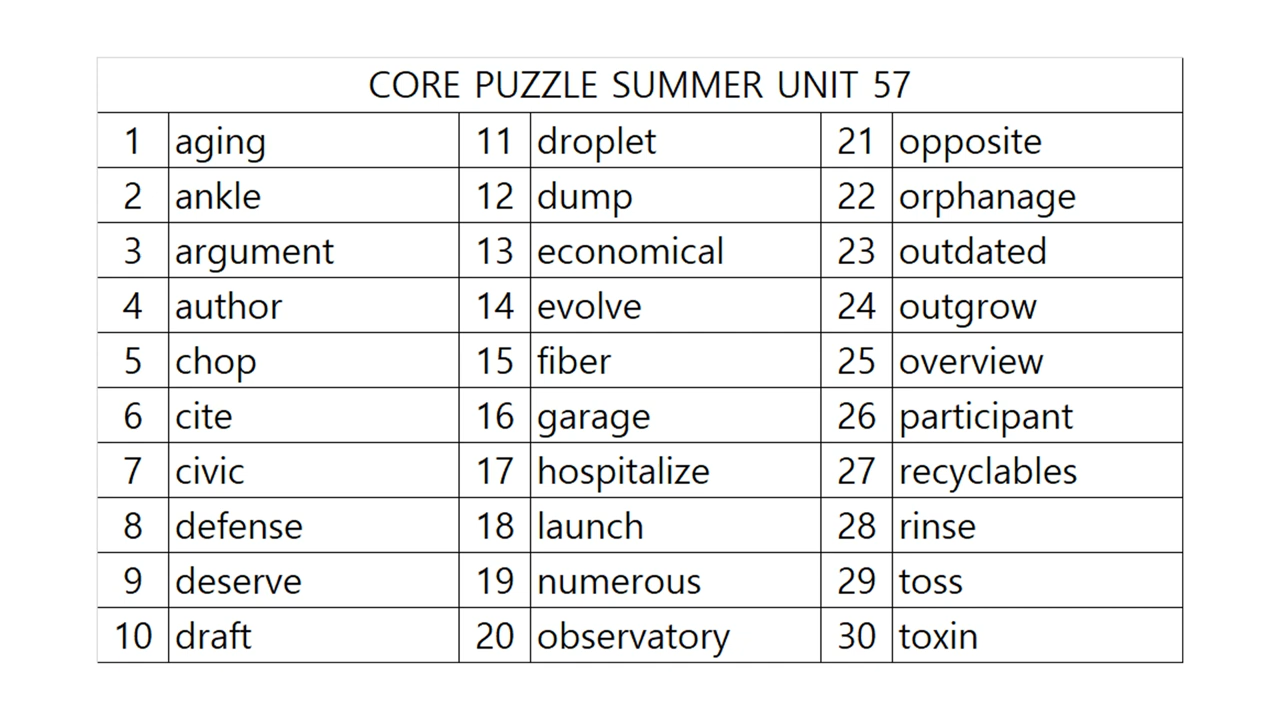 CORE PUZZLE SUMMER UNIT 57
1 aging 11 droplet 21 opposite
2 ankle 12 dump 22 orphanage
3 argument 13 economical 23 outdated
4 author 14 evolve 24 outgrow
5 chop 15 fiber 25 overview
6 cite 16 garage 26 participant
7 civic 17 hospitalize 27 recyclables
8 defense 18 launch 28 rinse
9 deserve 19 numerous 29 toss
10 draft 20 observatory 30 toxin